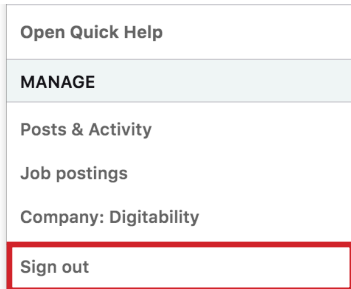 Open Quick Help
MANAGE
Posts & Activity
Job postings
Company: Digitability
Sign out